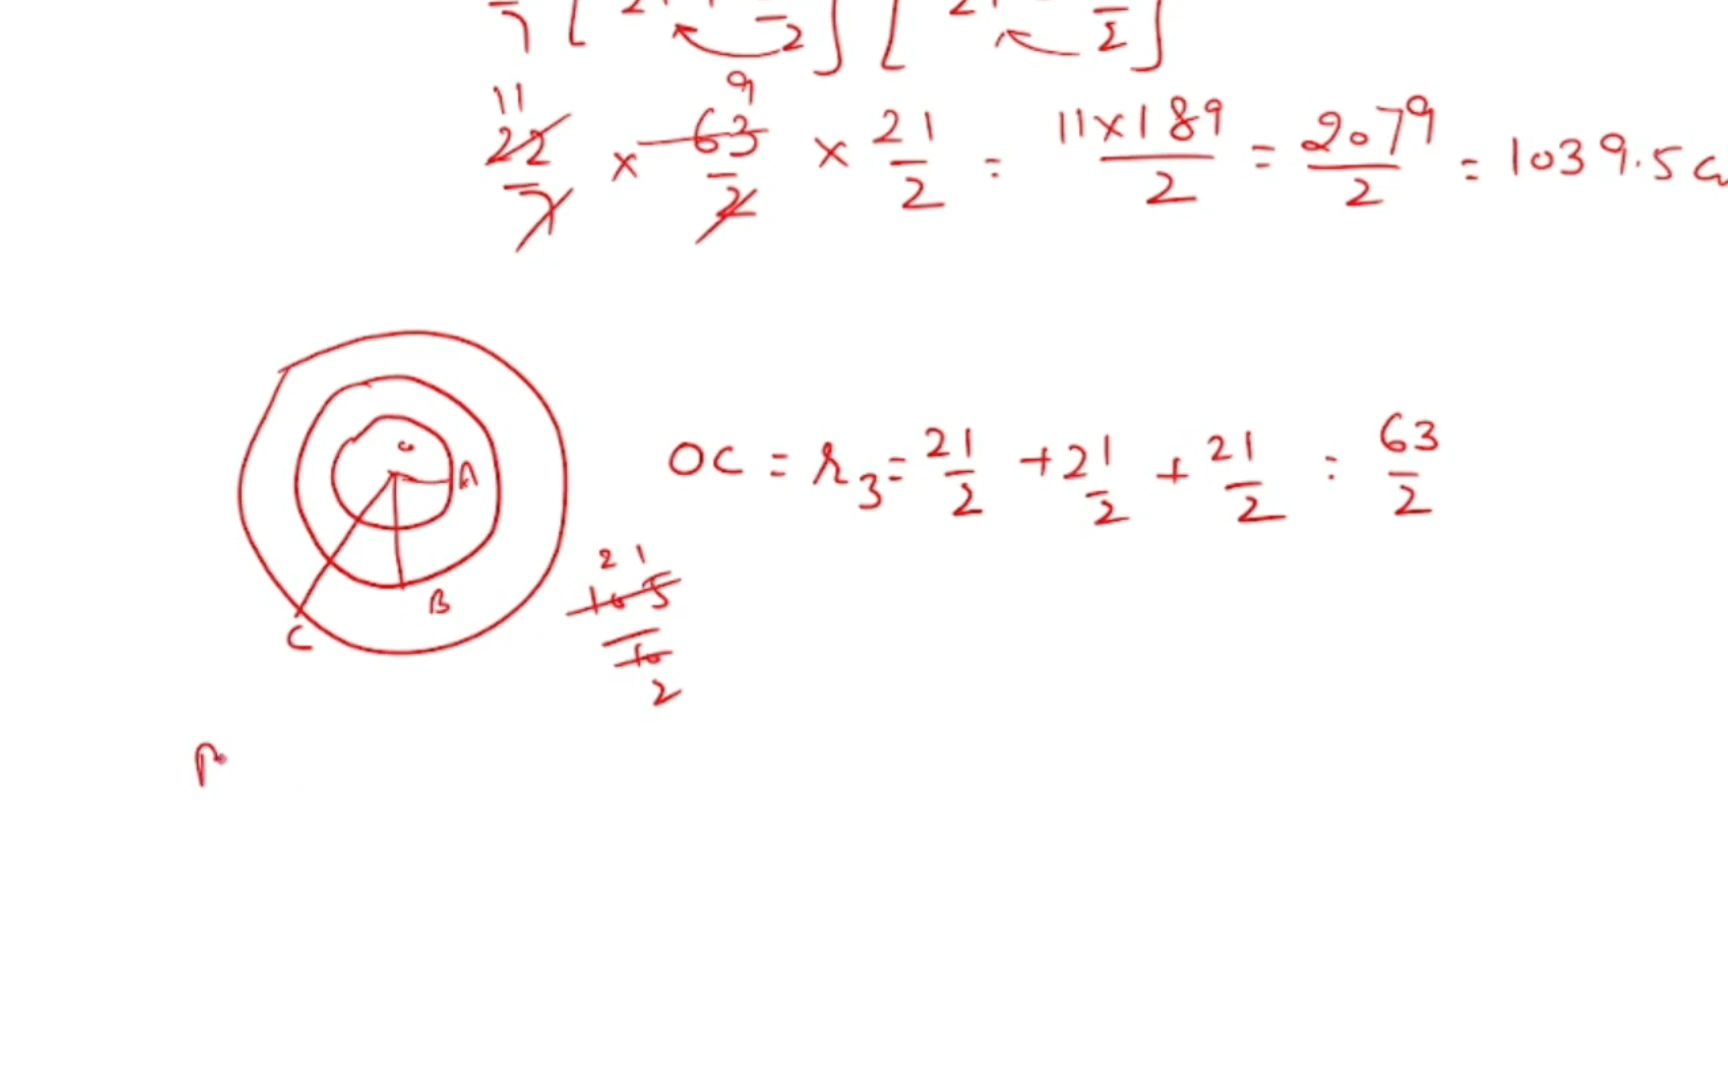 22/7 × 63/2 × 21/2 = 11×189/2 = 2079/2 = 1039.5
11 9
O
A
B
C
OC = r₃ = 21/2 + 21/2 + 21/2 = 63/2
21
105/10
2